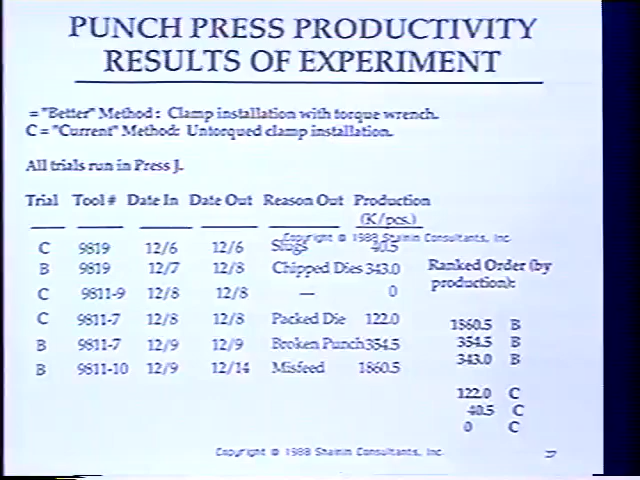 PUNCH PRESS PRODUCTIVITY
RESULTS OF EXPERIMENT
= "Better" Method: Clamp installation with torque wrench.
C = "Current" Method: Untorqued clamp installation.
All trials run in Press J.
Trial Tool # Date In Date Out Reason Out Production
(K/pcs.)
Copyright © 1988 Shainin Consultants, Inc.
C 9819 12/6 12/6 Slugs 40.5
B 9819 12/7 12/8 Chipped Dies 343.0
C 9811-9 12/8 12/8 — 0
C 9811-7 12/8 12/8 Packed Die 122.0
B 9811-7 12/9 12/9 Broken Punch 354.5
B 9811-10 12/9 12/14 Misfeed 1860.5
Ranked Order (by
production):
1860.5 B
354.5 B
343.0 B
122.0 C
40.5 C
0 C
Copyright © 1988 Shainin Consultants, Inc.